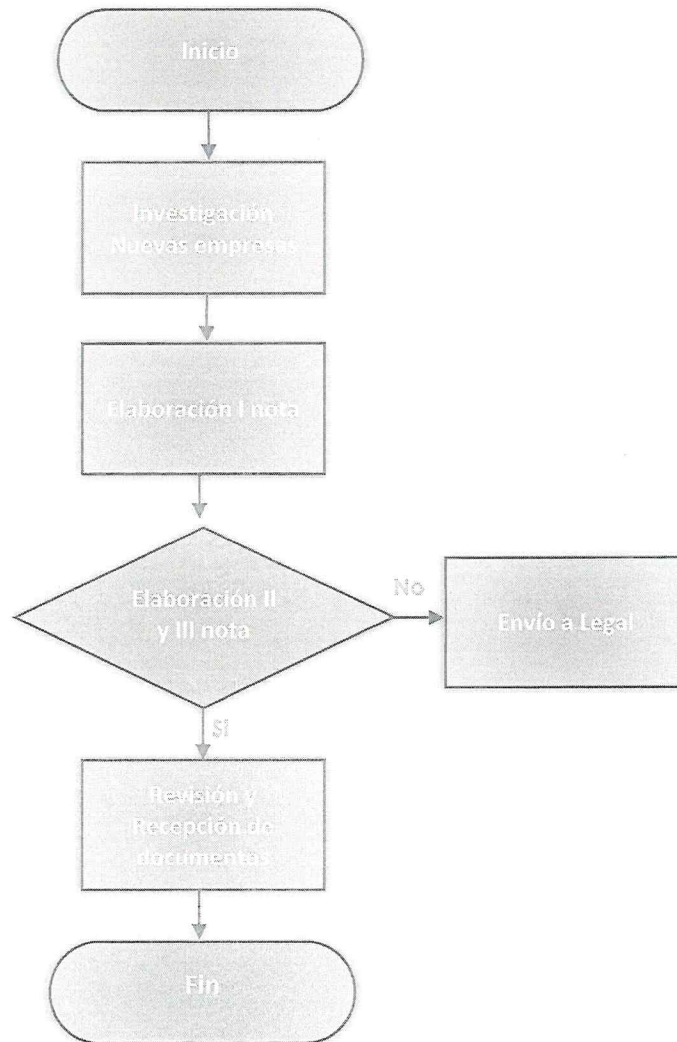 Inicio
Investigación
Nuevas empresas
Elaboración I nota
Elaboración II
y III nota
No
Envío a Legal
Si
Revisión y
Recepción de
documentos
Fin